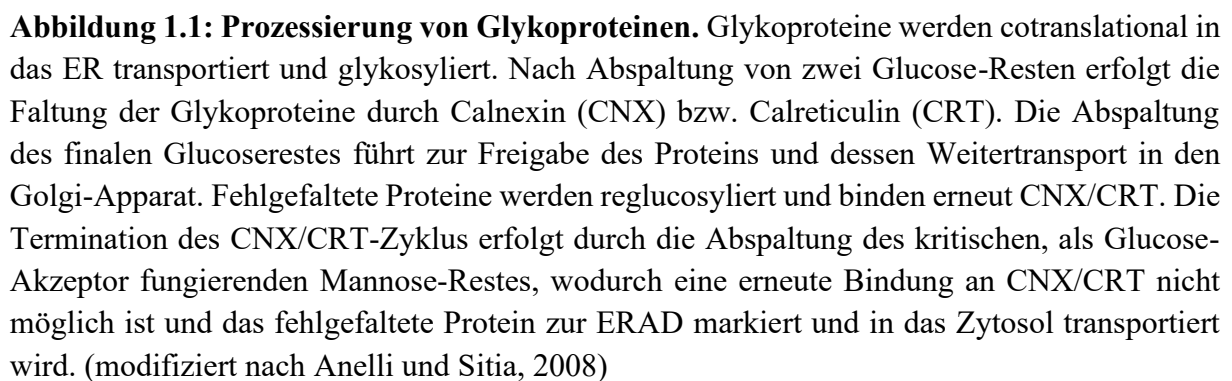 Abbildung 1.1: Prozessierung von Glykoproteinen. Glykoproteine werden cotranslational in
das ER transportiert und glykosyliert. Nach Abspaltung von zwei Glucose-Resten erfolgt die
Faltung der Glykoproteine durch Calnexin (CNX) bzw. Calreticulin (CRT). Die Abspaltung
des finalen Glucoserestes führt zur Freigabe des Proteins und dessen Weitertransport in den
Golgi-Apparat. Fehlgefaltete Proteine werden reglucosyliert und binden erneut CNX/CRT. Die
Termination des CNX/CRT-Zyklus erfolgt durch die Abspaltung des kritischen, als Glucose-
Akzeptor fungierenden Mannose-Restes, wodurch eine erneute Bindung an CNX/CRT nicht
möglich ist und das fehlgefaltete Protein zur ERAD markiert und in das Zytosol transportiert
wird. (modifiziert nach Anelli und Sitia, 2008)